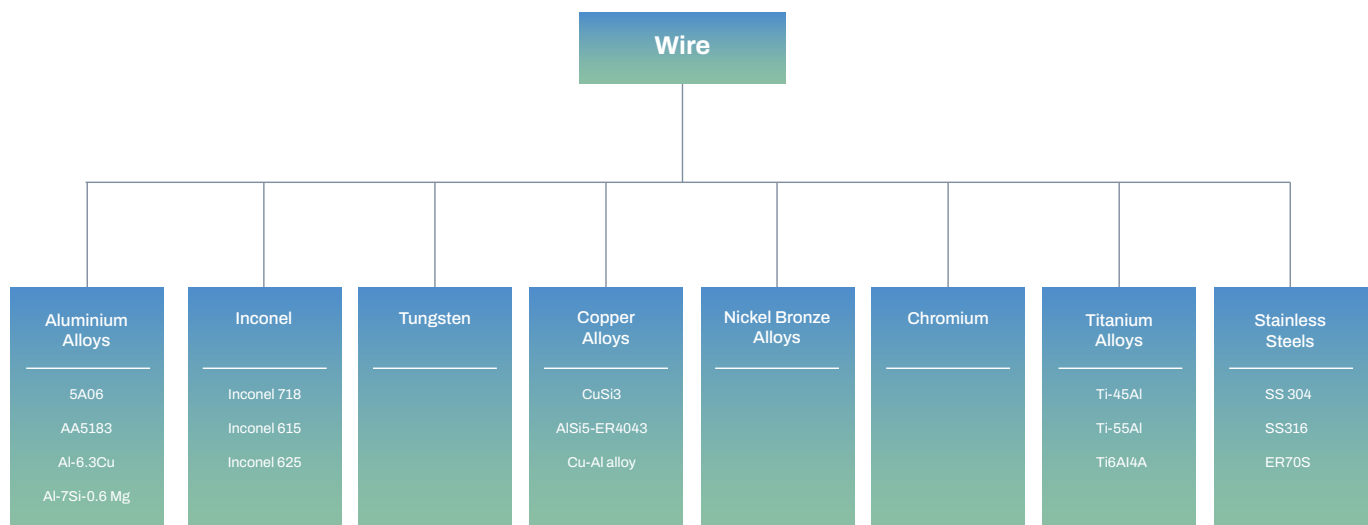 Wire
Aluminium
Alloys
5A06
AA5183
Al-6.3Cu
Al-7Si-0.6 Mg
Inconel
Inconel 718
Inconel 615
Inconel 625
Tungsten
Copper
Alloys
CuSi3
AlSi5-ER4043
Cu-Al alloy
Nickel Bronze
Alloys
Chromium
Titanium
Alloys
Ti-45Al
Ti-55Al
Ti6Al4A
Stainless
Steels
SS 304
SS316
ER70S